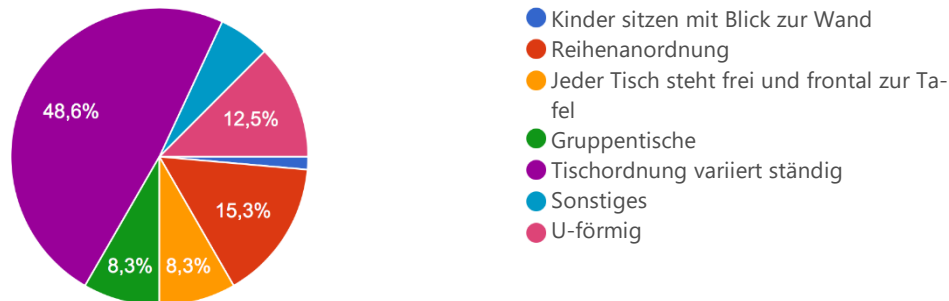 48,6%
12,5%
15,3%
8,3%
8,3%
Kinder sitzen mit Blick zur Wand
Reihenanordnung
Jeder Tisch steht frei und frontal zur Ta-
fel
Gruppentische
Tischordnung variiert ständig
Sonstiges
U-förmig